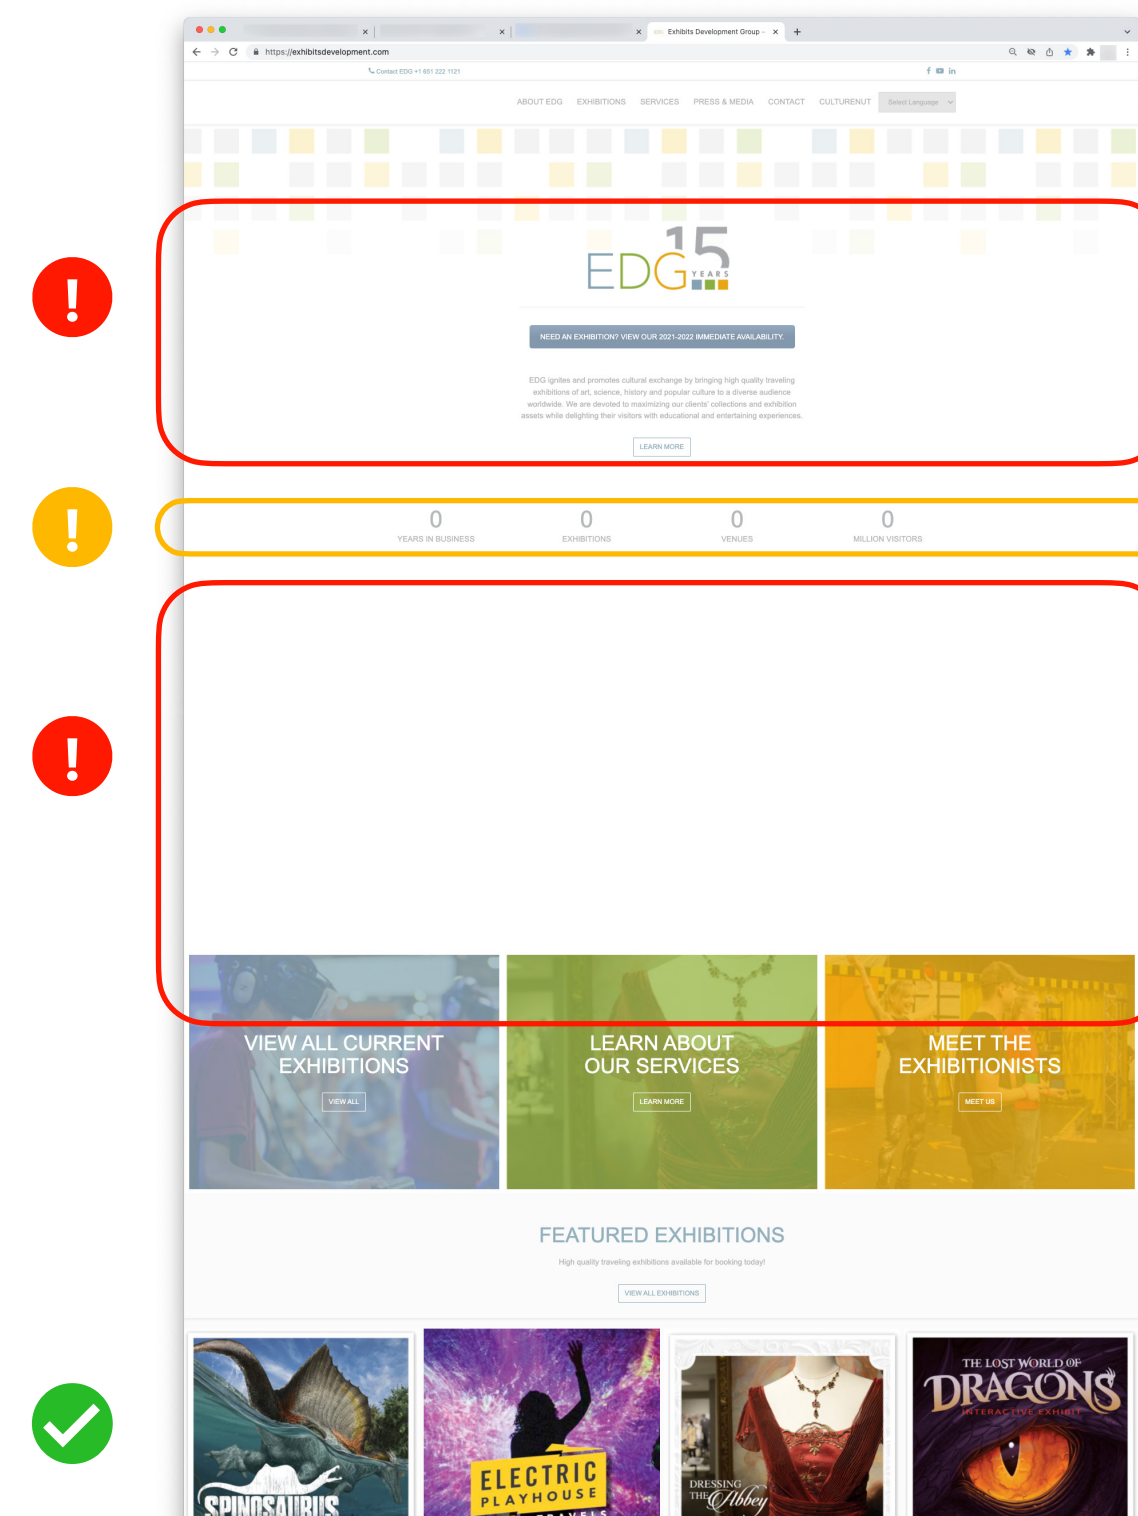 Exhibits Development Group –
https://exhibitsdevelopment.com
Contact EDG +1 651 222 1121
ABOUT EDG EXHIBITIONS SERVICES PRESS & MEDIA CONTACT CULTURENUT Select Language
EDG 15
YEARS
NEED AN EXHIBITION? VIEW OUR 2021-2022 IMMEDIATE AVAILABILITY.
EDG ignites and promotes cultural exchange by bringing high quality traveling
exhibitions of art, science, history and popular culture to a diverse audience
worldwide. We are devoted to maximizing our clients' collections and exhibition
assets while delighting their visitors with educational and entertaining experiences.
LEARN MORE
0 0 0 0
YEARS IN BUSINESS EXHIBITIONS VENUES MILLION VISITORS
VIEW ALL CURRENT
EXHIBITIONS
VIEW ALL
LEARN ABOUT
OUR SERVICES
LEARN MORE
MEET THE
EXHIBITIONISTS
MEET US
FEATURED EXHIBITIONS
High quality traveling exhibitions available for booking today!
VIEW ALL EXHIBITIONS
SPINOSAURUS
ELECTRIC
PLAYHOUSE
TRAVELS
DRESSING
THE Abbey
THE LOST WORLD OF
DRAGONS
INTERACTIVE EXHIBIT